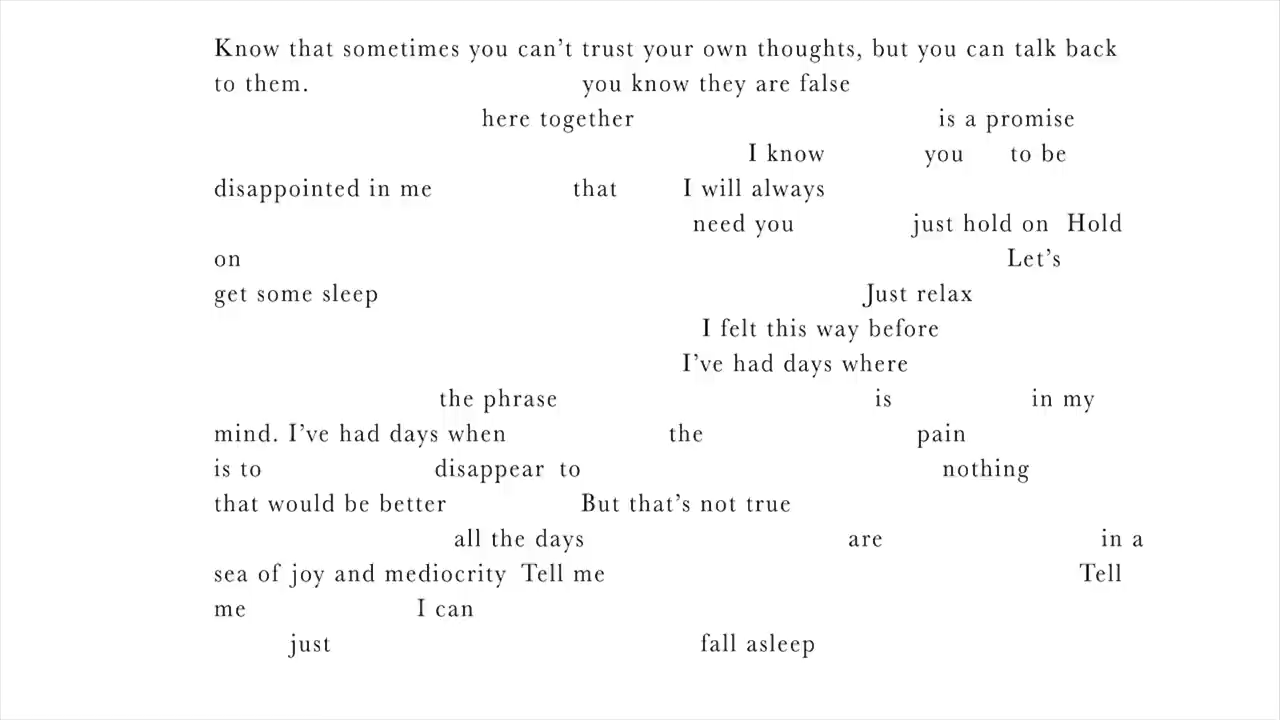 Know that sometimes you can't trust your own thoughts, but you can talk back
to them. you know they are false
here together is a promise
I know you to be
disappointed in me that I will always
need you just hold on Hold
on Let's
get some sleep Just relax
I felt this way before
I've had days where
the phrase is in my
mind. I've had days when the pain
is to disappear to nothing
that would be better But that's not true
all the days are in a
sea of joy and mediocrity Tell me Tell
me I can
just fall asleep